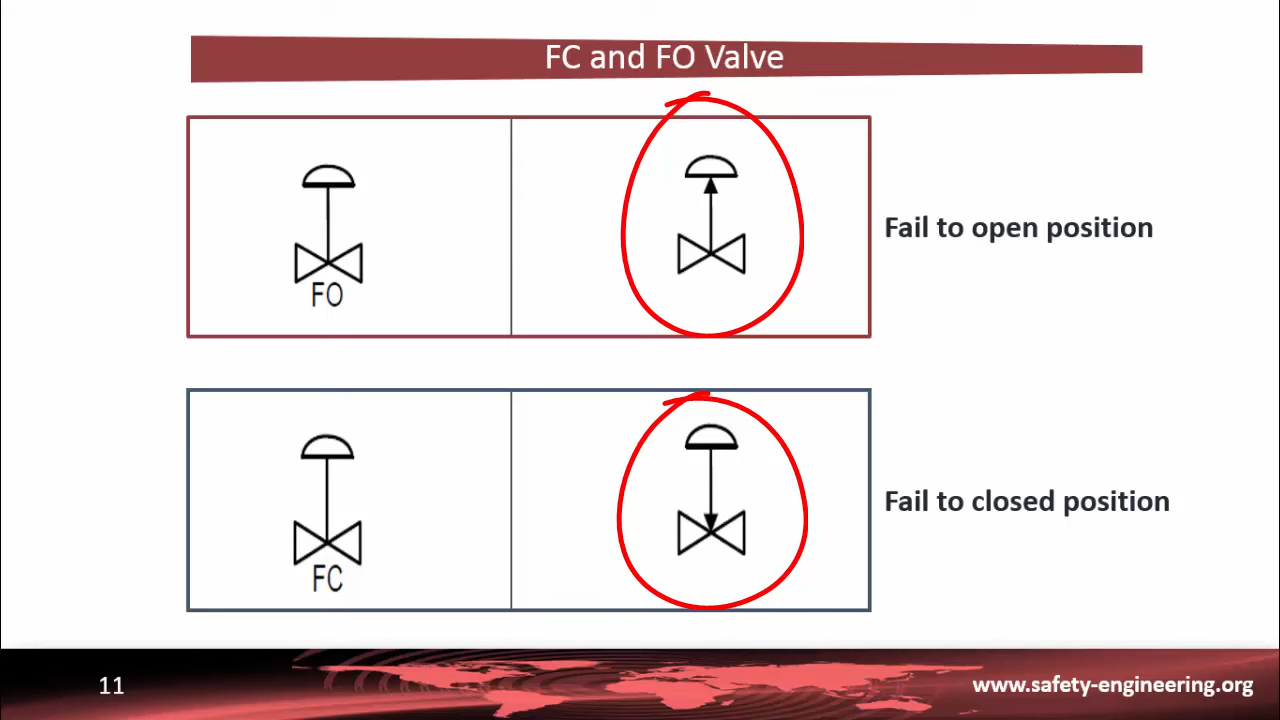 FC and FO Valve
FO
Fail to open position
FC
Fail to closed position
11
www.safety-engineering.org